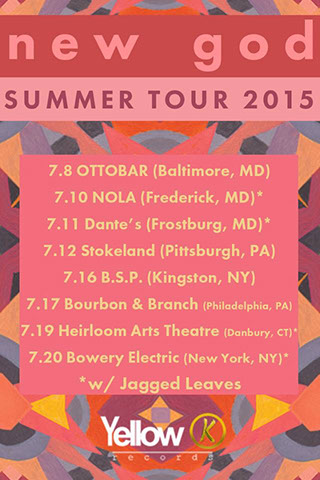 new god
SUMMER TOUR 2015
7.8 OTTOBAR (Baltimore, MD)
7.10 NOLA (Frederick, MD)*
7.11 Dante's (Frostburg, MD)*
7.12 Stokeland (Pittsburgh, PA)
7.16 B.S.P. (Kingston, NY)
7.17 Bourbon & Branch (Philadelphia, PA)
7.19 Heirloom Arts Theatre (Danbury, CT)*
7.20 Bowery Electric (New York, NY)*
*w/ Jagged Leaves
Yellow K
records